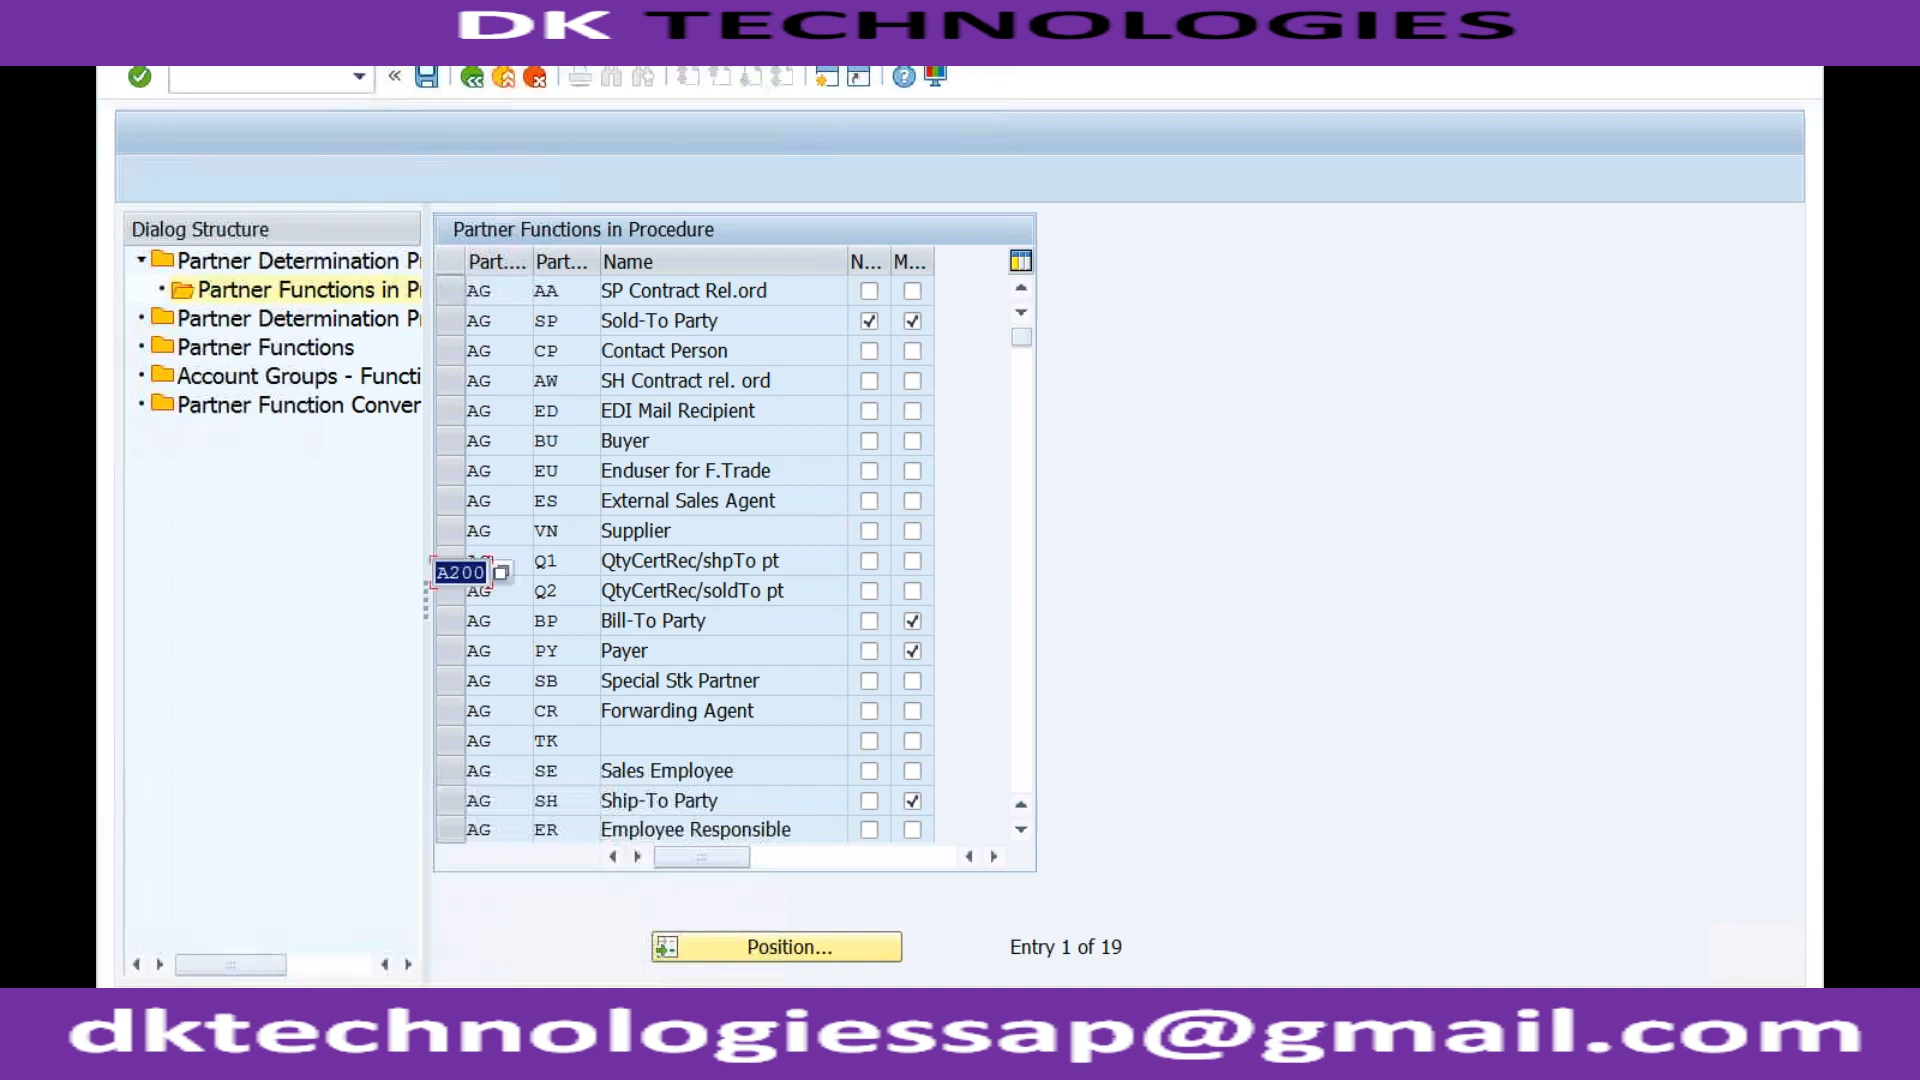 DK TECHNOLOGIES
Dialog Structure
Partner Determination P
Partner Functions in P
Partner Determination P
Partner Functions
Account Groups - Functi
Partner Function Conver
Partner Functions in Procedure
Part.... Part... Name N... M...
AG AA SP Contract Rel.ord
AG SP Sold-To Party
AG CP Contact Person
AG AW SH Contract rel. ord
AG ED EDI Mail Recipient
AG BU Buyer
AG EU Enduser for F.Trade
AG ES External Sales Agent
AG VN Supplier
Q1 QtyCertRec/shpTo pt
A200
AG Q2 QtyCertRec/soldTo pt
AG BP Bill-To Party
AG PY Payer
AG SB Special Stk Partner
AG CR Forwarding Agent
AG TK
AG SE Sales Employee
AG SH Ship-To Party
AG ER Employee Responsible
Position... Entry 1 of 19
dktechnologiessap@gmail.com